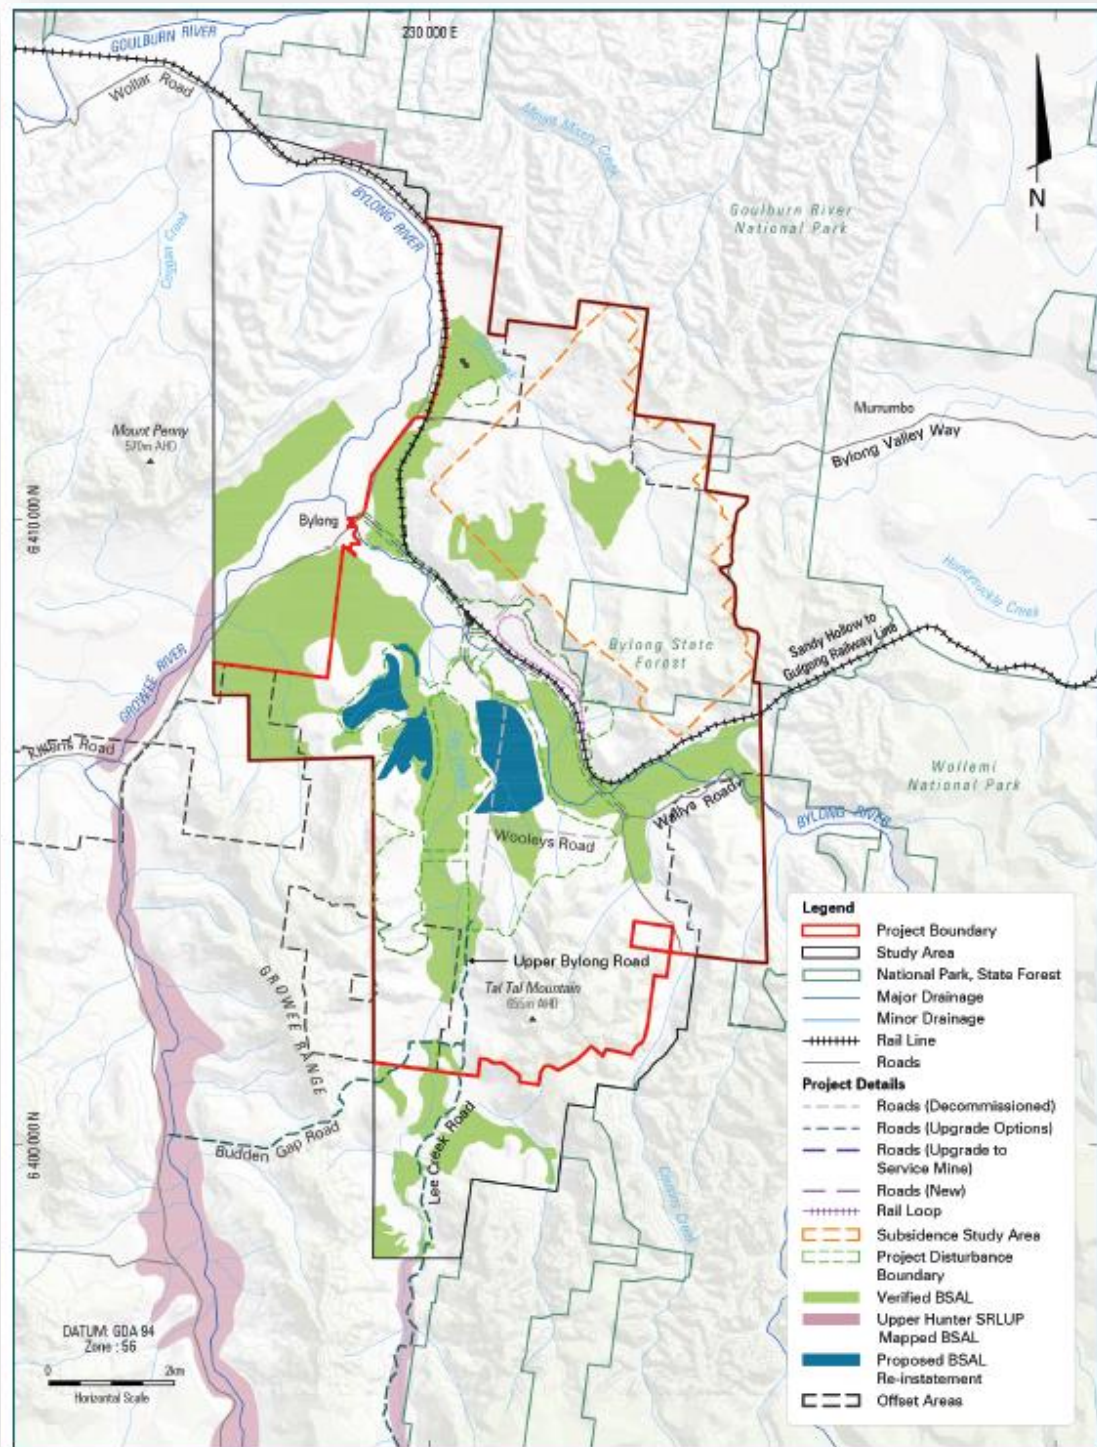 230 000 E
GOULBURN RIVER
Wollar Road
Mount Misery Creek
N
BYLONG RIVER
Goulburn River
National Park
Coggan Creek
Murrumbo
Bylong Valley Way
Mount Penny
570m AHD
6 410 000 N
Bylong
Honeysuckle Creek
Sandy Hollow to
Gulgong Railway Line
Bylong State
Forest
GROWEE RIVER
Wollemi
National Park
Wallya Road
BYLONG RIVER
Wooleys Road
Upper Bylong Road
Tal Tal Mountain
655m AHD
GROWEE RANGE
Budden Gap Road
Lee Creek Road
6 400 000 N
Legend
Project Boundary
Study Area
National Park, State Forest
Major Drainage
Minor Drainage
Rail Line
Roads
Project Details
Roads (Decommissioned)
Roads (Upgrade Options)
Roads (Upgrade to
Service Mine)
Roads (New)
Rail Loop
Subsidence Study Area
Project Disturbance
Boundary
Verified BSAL
Upper Hunter SRLUP
Mapped BSAL
Proposed BSAL
Re-instatement
Offset Areas
DATUM: GDA 94
Zone : 56
0 2km
Horizontal Scale